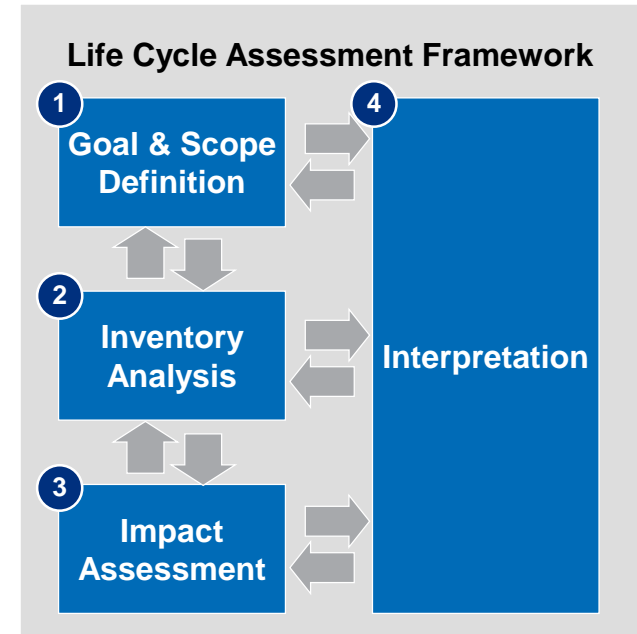 Life Cycle Assessment Framework
1
Goal & Scope
Definition
2
Inventory
Analysis
3
Impact
Assessment
4
Interpretation